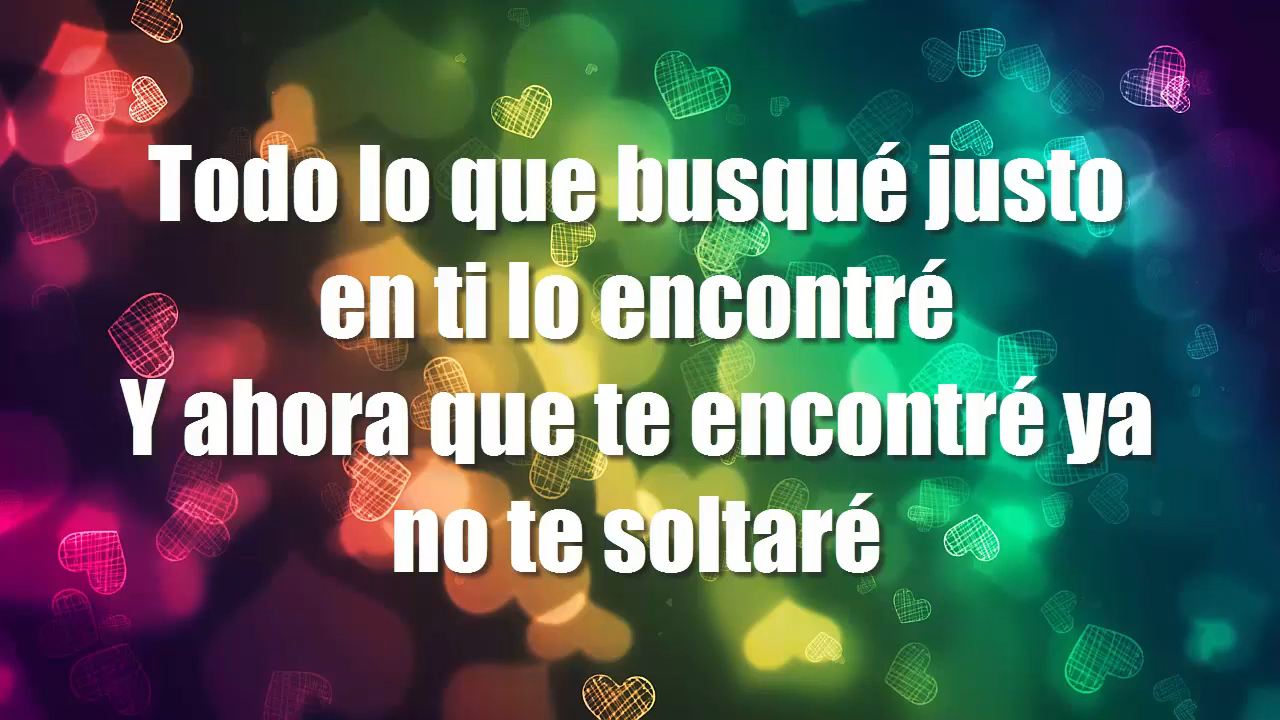 Todo lo que busqué justo
en ti lo encontré
Y ahora que te encontré ya
no te soltaré